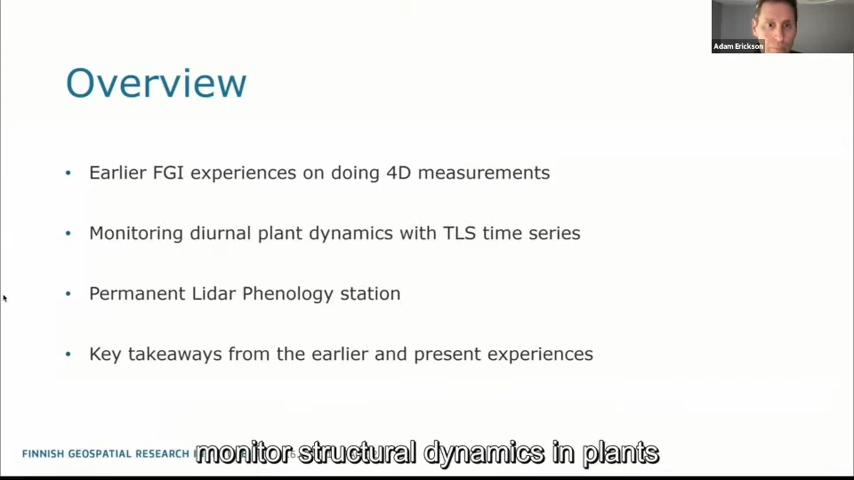 Adam Erickson
Overview
• Earlier FGI experiences on doing 4D measurements
• Monitoring diurnal plant dynamics with TLS time series
• Permanent Lidar Phenology station
• Key takeaways from the earlier and present experiences
FINNISH GEOSPATIAL RESEARCH
monitor structural dynamics in plants